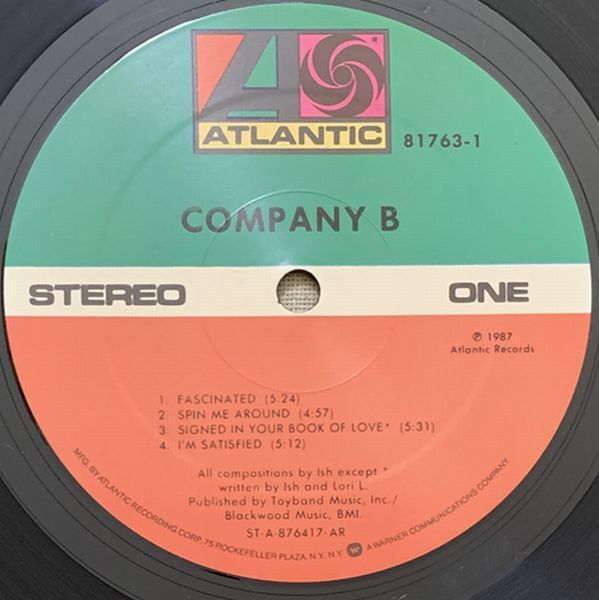 ATLANTIC
81763-1
COMPANY B
STEREO
ONE
℗ 1987
Atlantic Records
1. FASCINATED (5:24)
2. SPIN ME AROUND (4:57)
3. SIGNED IN YOUR BOOK OF LOVE* (5:31)
4. I'M SATISFIED (5:12)
All compositions by Ish except *
written by Ish and Lori L.
Published by Toyband Music, Inc./
Blackwood Music, BMI.
ST-A-876417-AR
MFG. BY ATLANTIC RECORDING CORP. 75 ROCKEFELLER PLAZA, N.Y., N.Y. A WARNER COMMUNICATIONS COMPANY